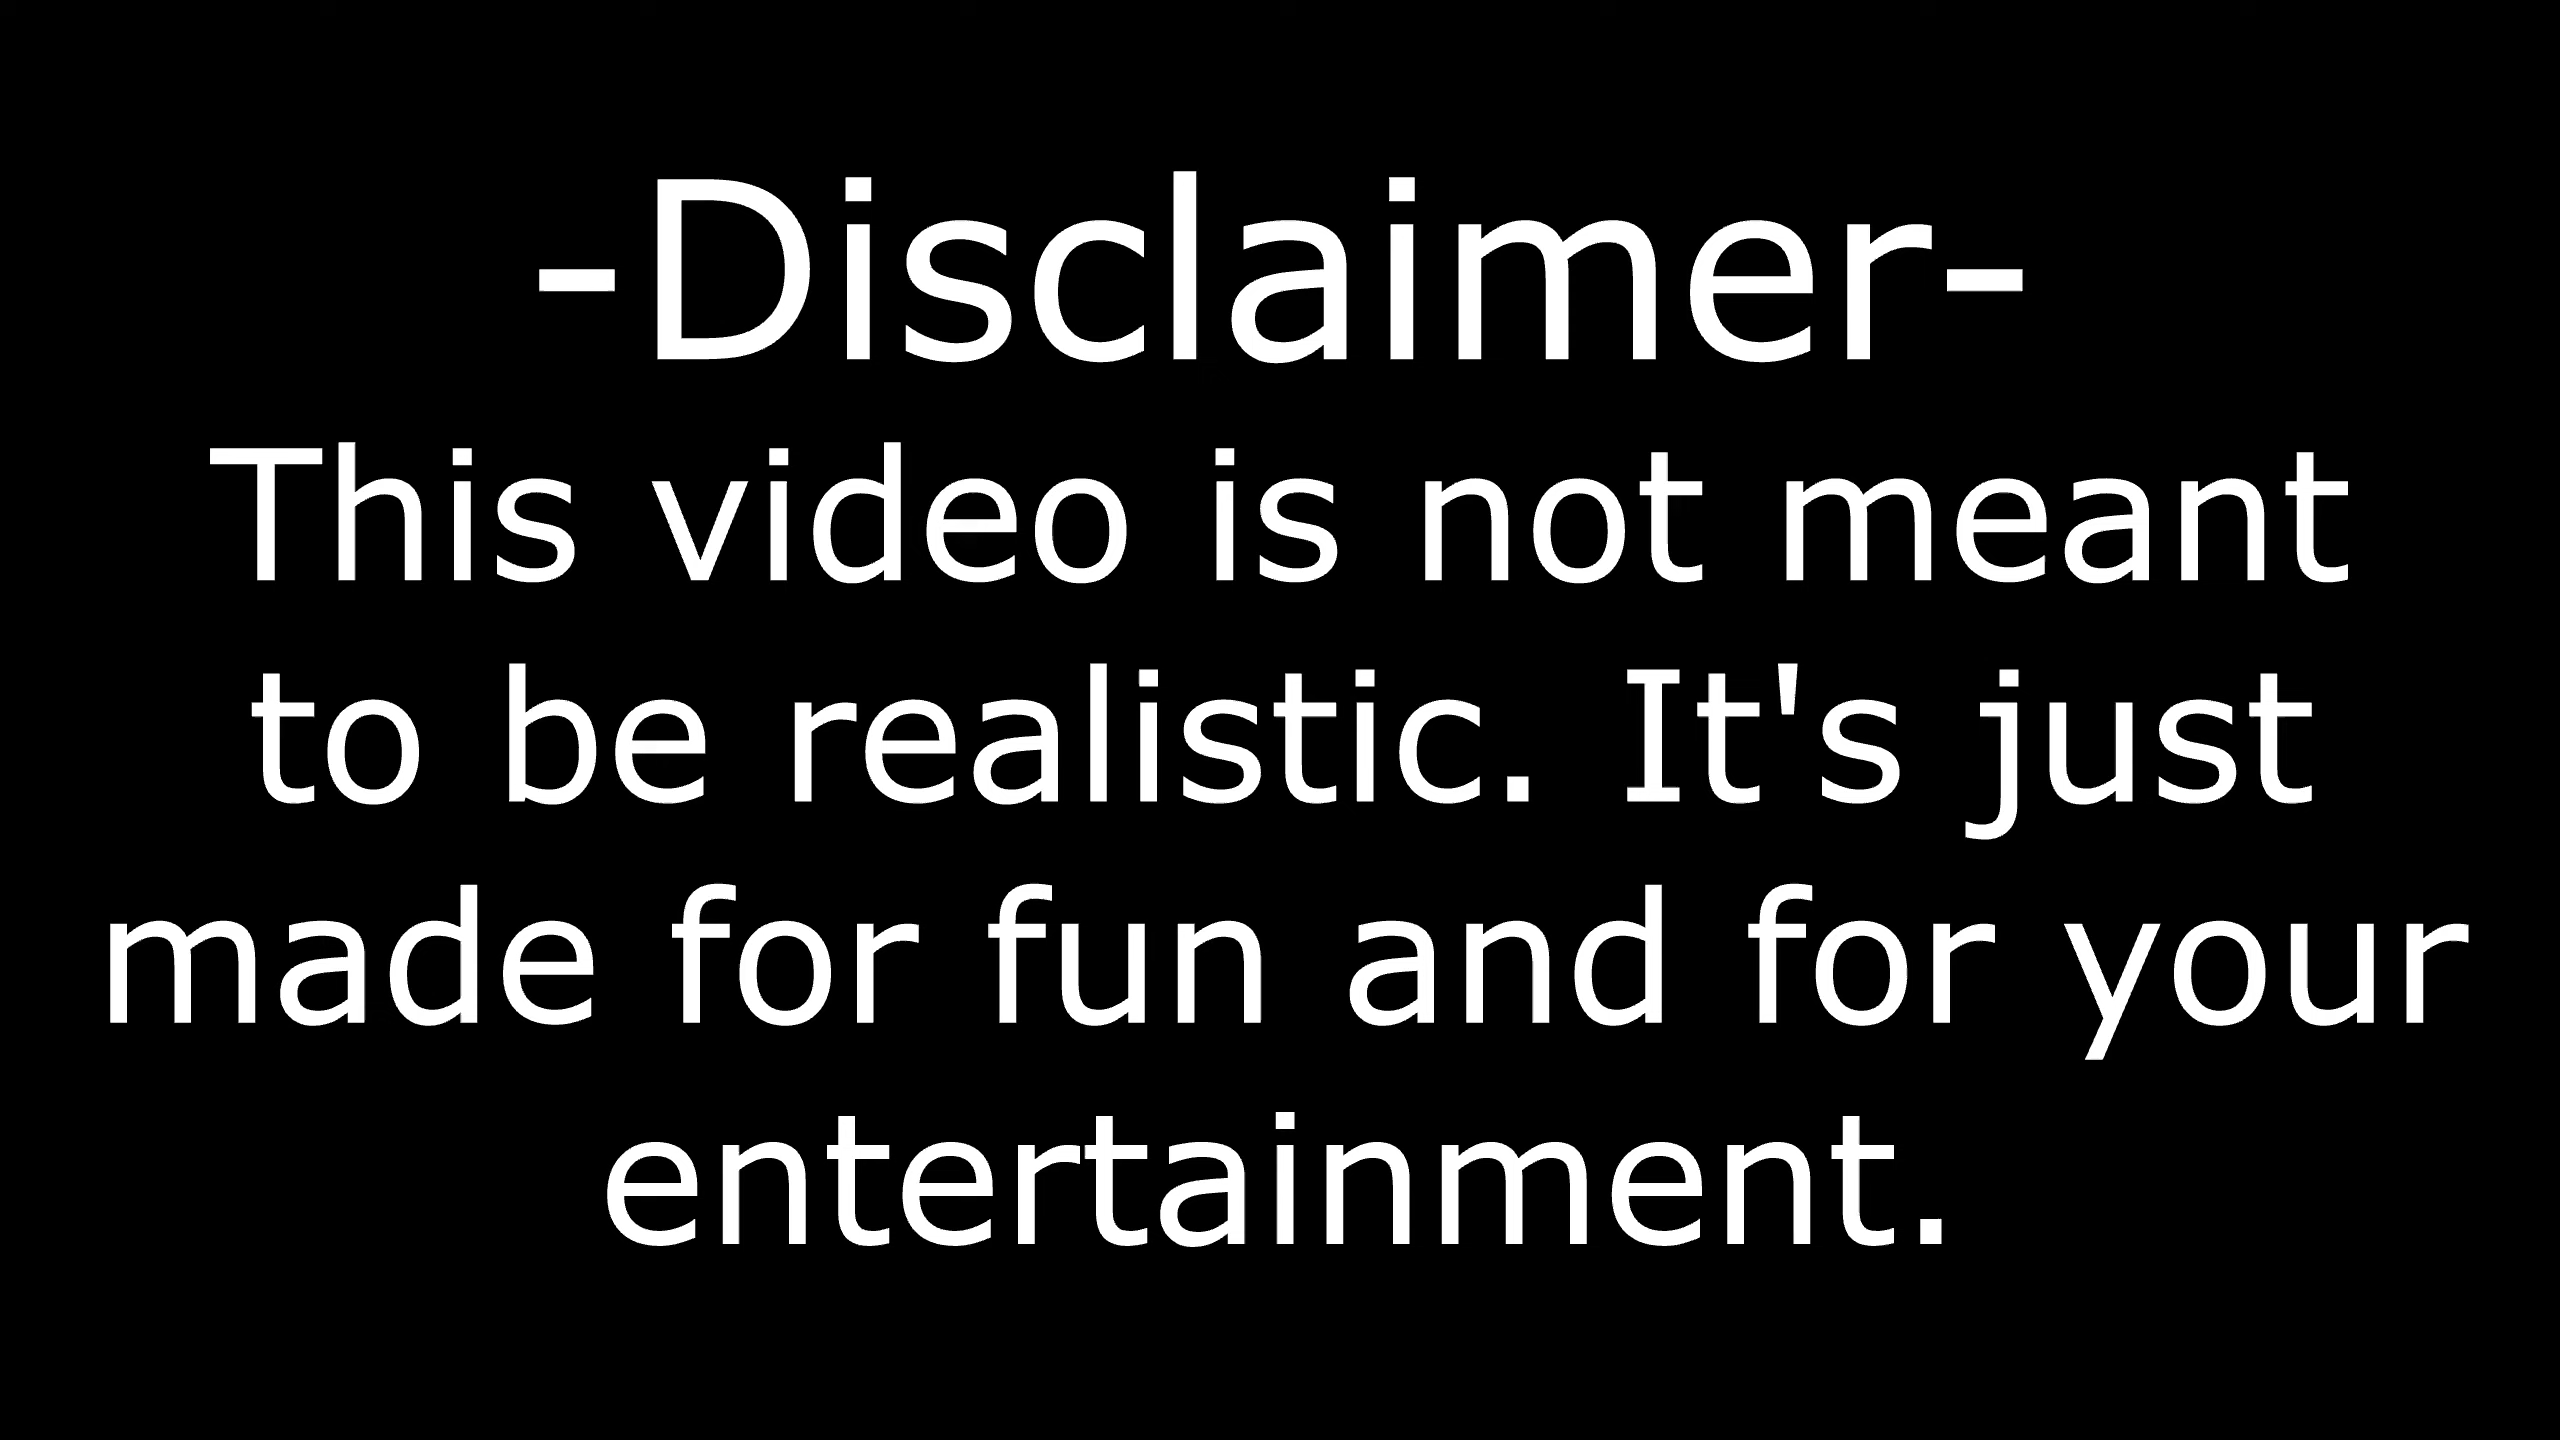 -Disclaimer-
This video is not meant
to be realistic. It's just
made for fun and for your
entertainment.